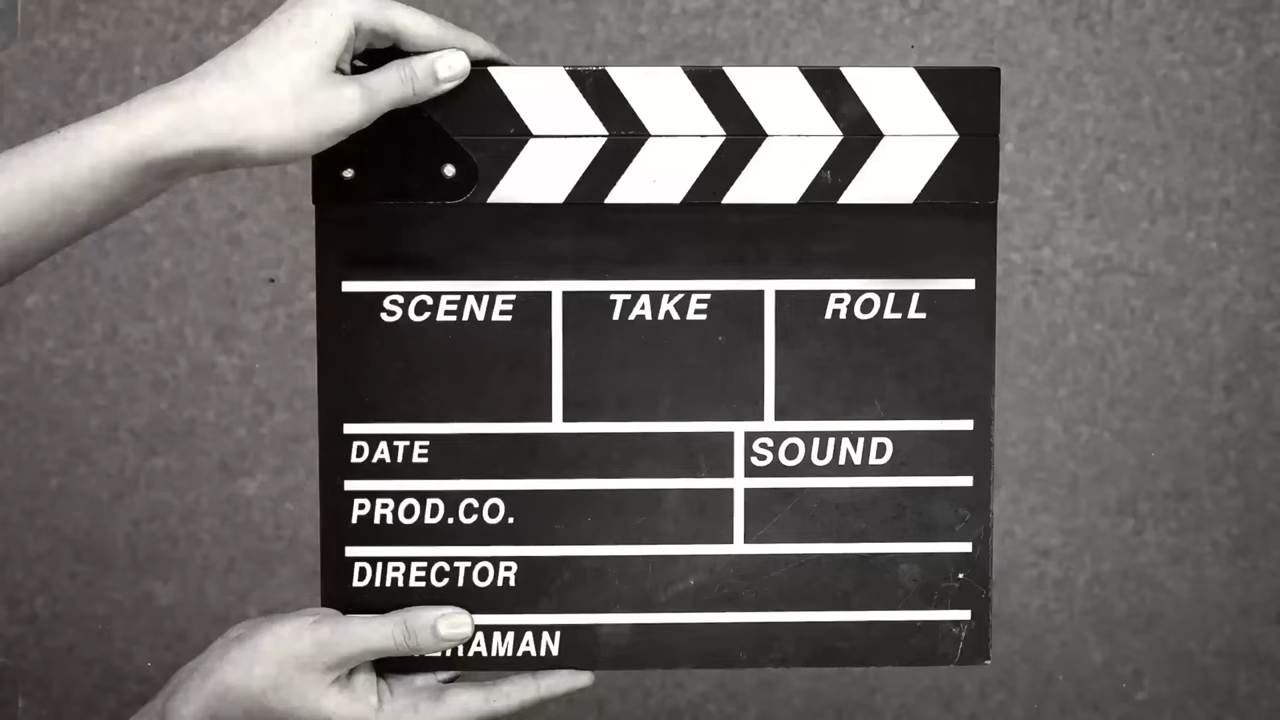 SCENE TAKE ROLL
DATE SOUND
PROD.CO.
DIRECTOR